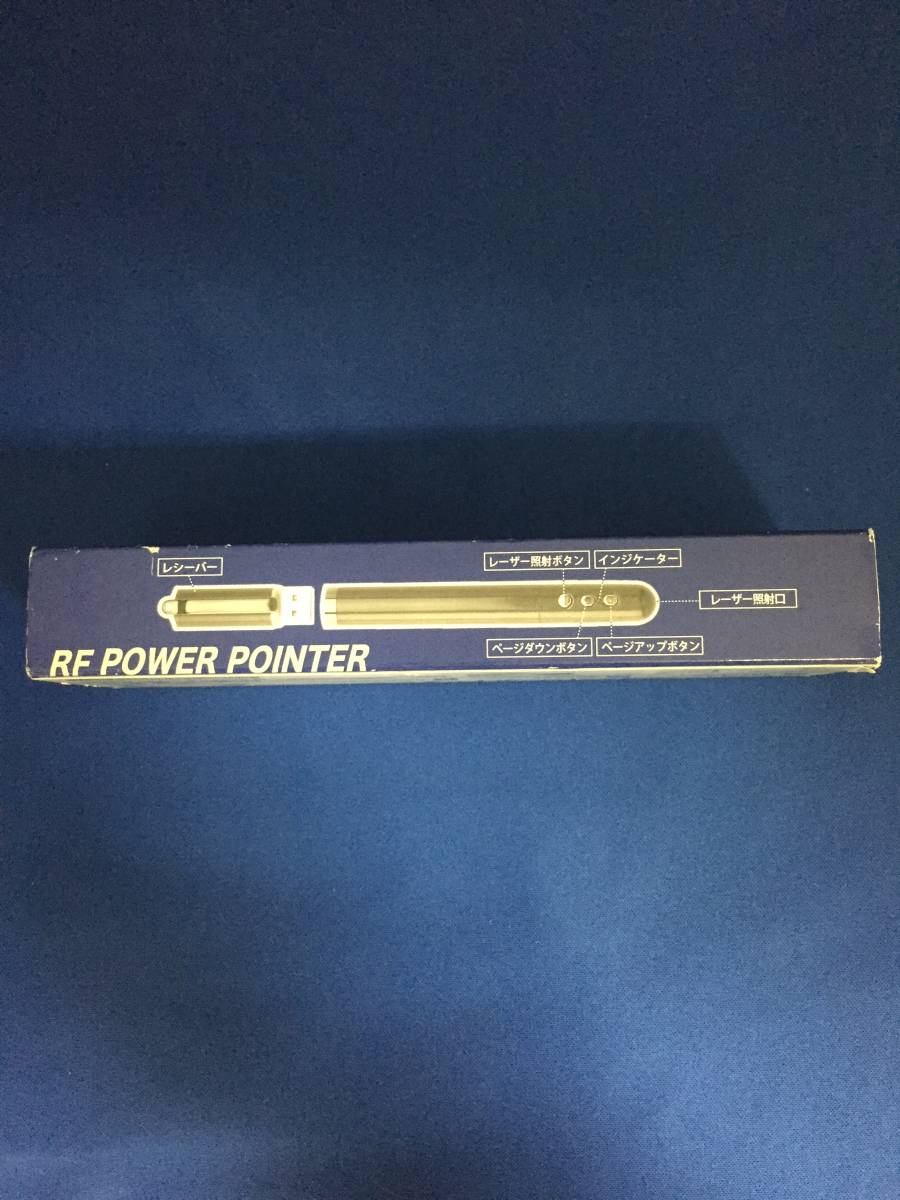 レシーバー
レーザー照射ボタン
インジケーター
レーザー照射口
ページダウンボタン
ページアップボタン
RF POWER POINTER